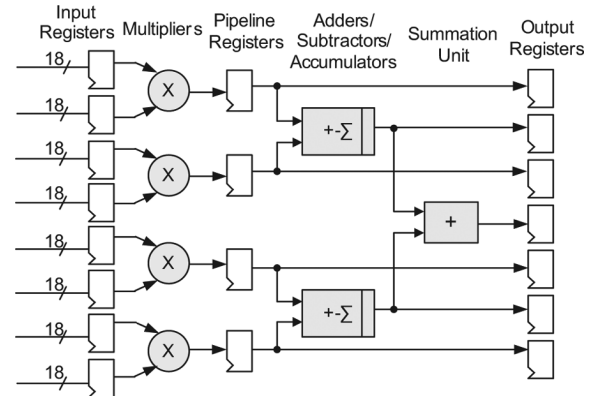 Input
Registers
Multipliers
Pipeline
Registers
Adders/
Subtractors/
Accumulators
Summation
Unit
Output
Registers
18
18
X
+-Σ
18
18
X
+
18
18
X
+-Σ
18
18
X